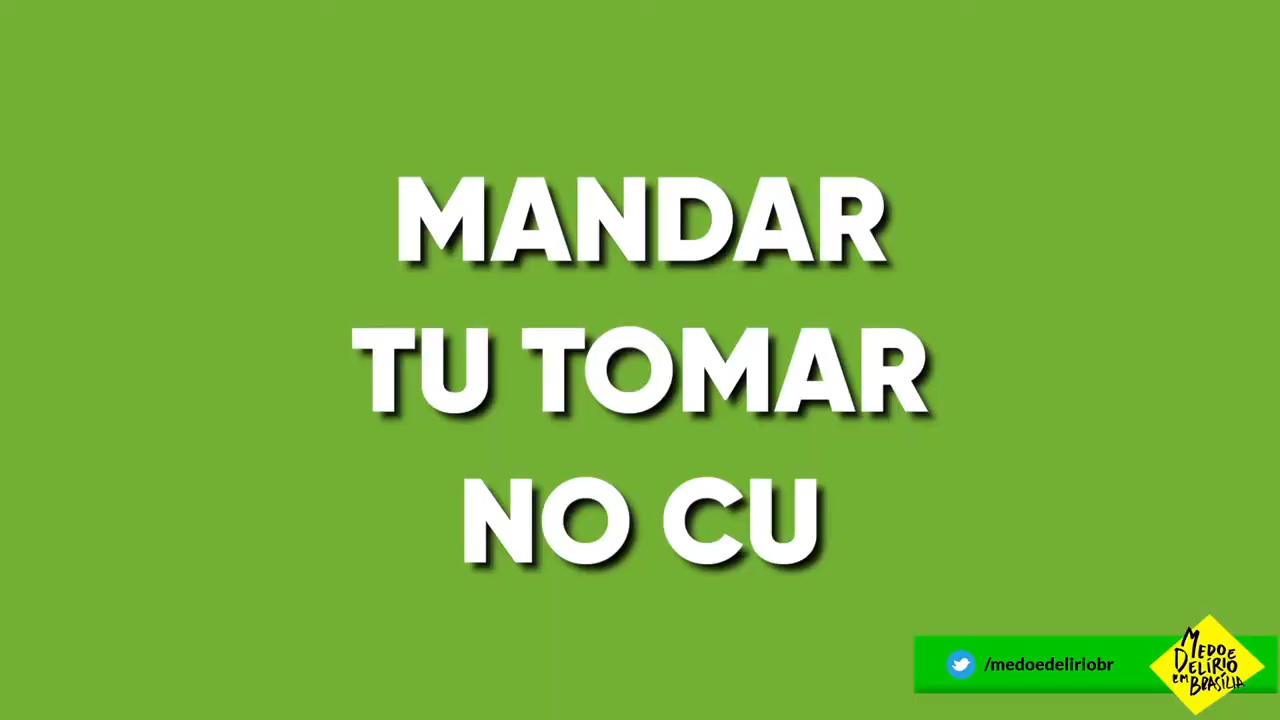 MANDAR
TU TOMAR
NO CU
/medoedeliriobr
MEDO E
DELÍRIO
EM BRASÍLIA